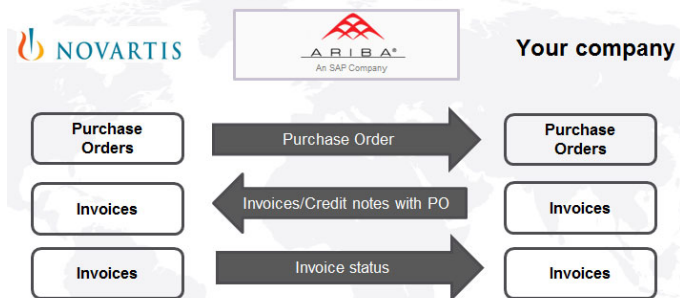 NOVARTIS
ARIBA®
An SAP Company
Your company
Purchase
Orders
Purchase Order
Purchase
Orders
Invoices
Invoices/Credit notes with PO
Invoices
Invoices
Invoice status
Invoices